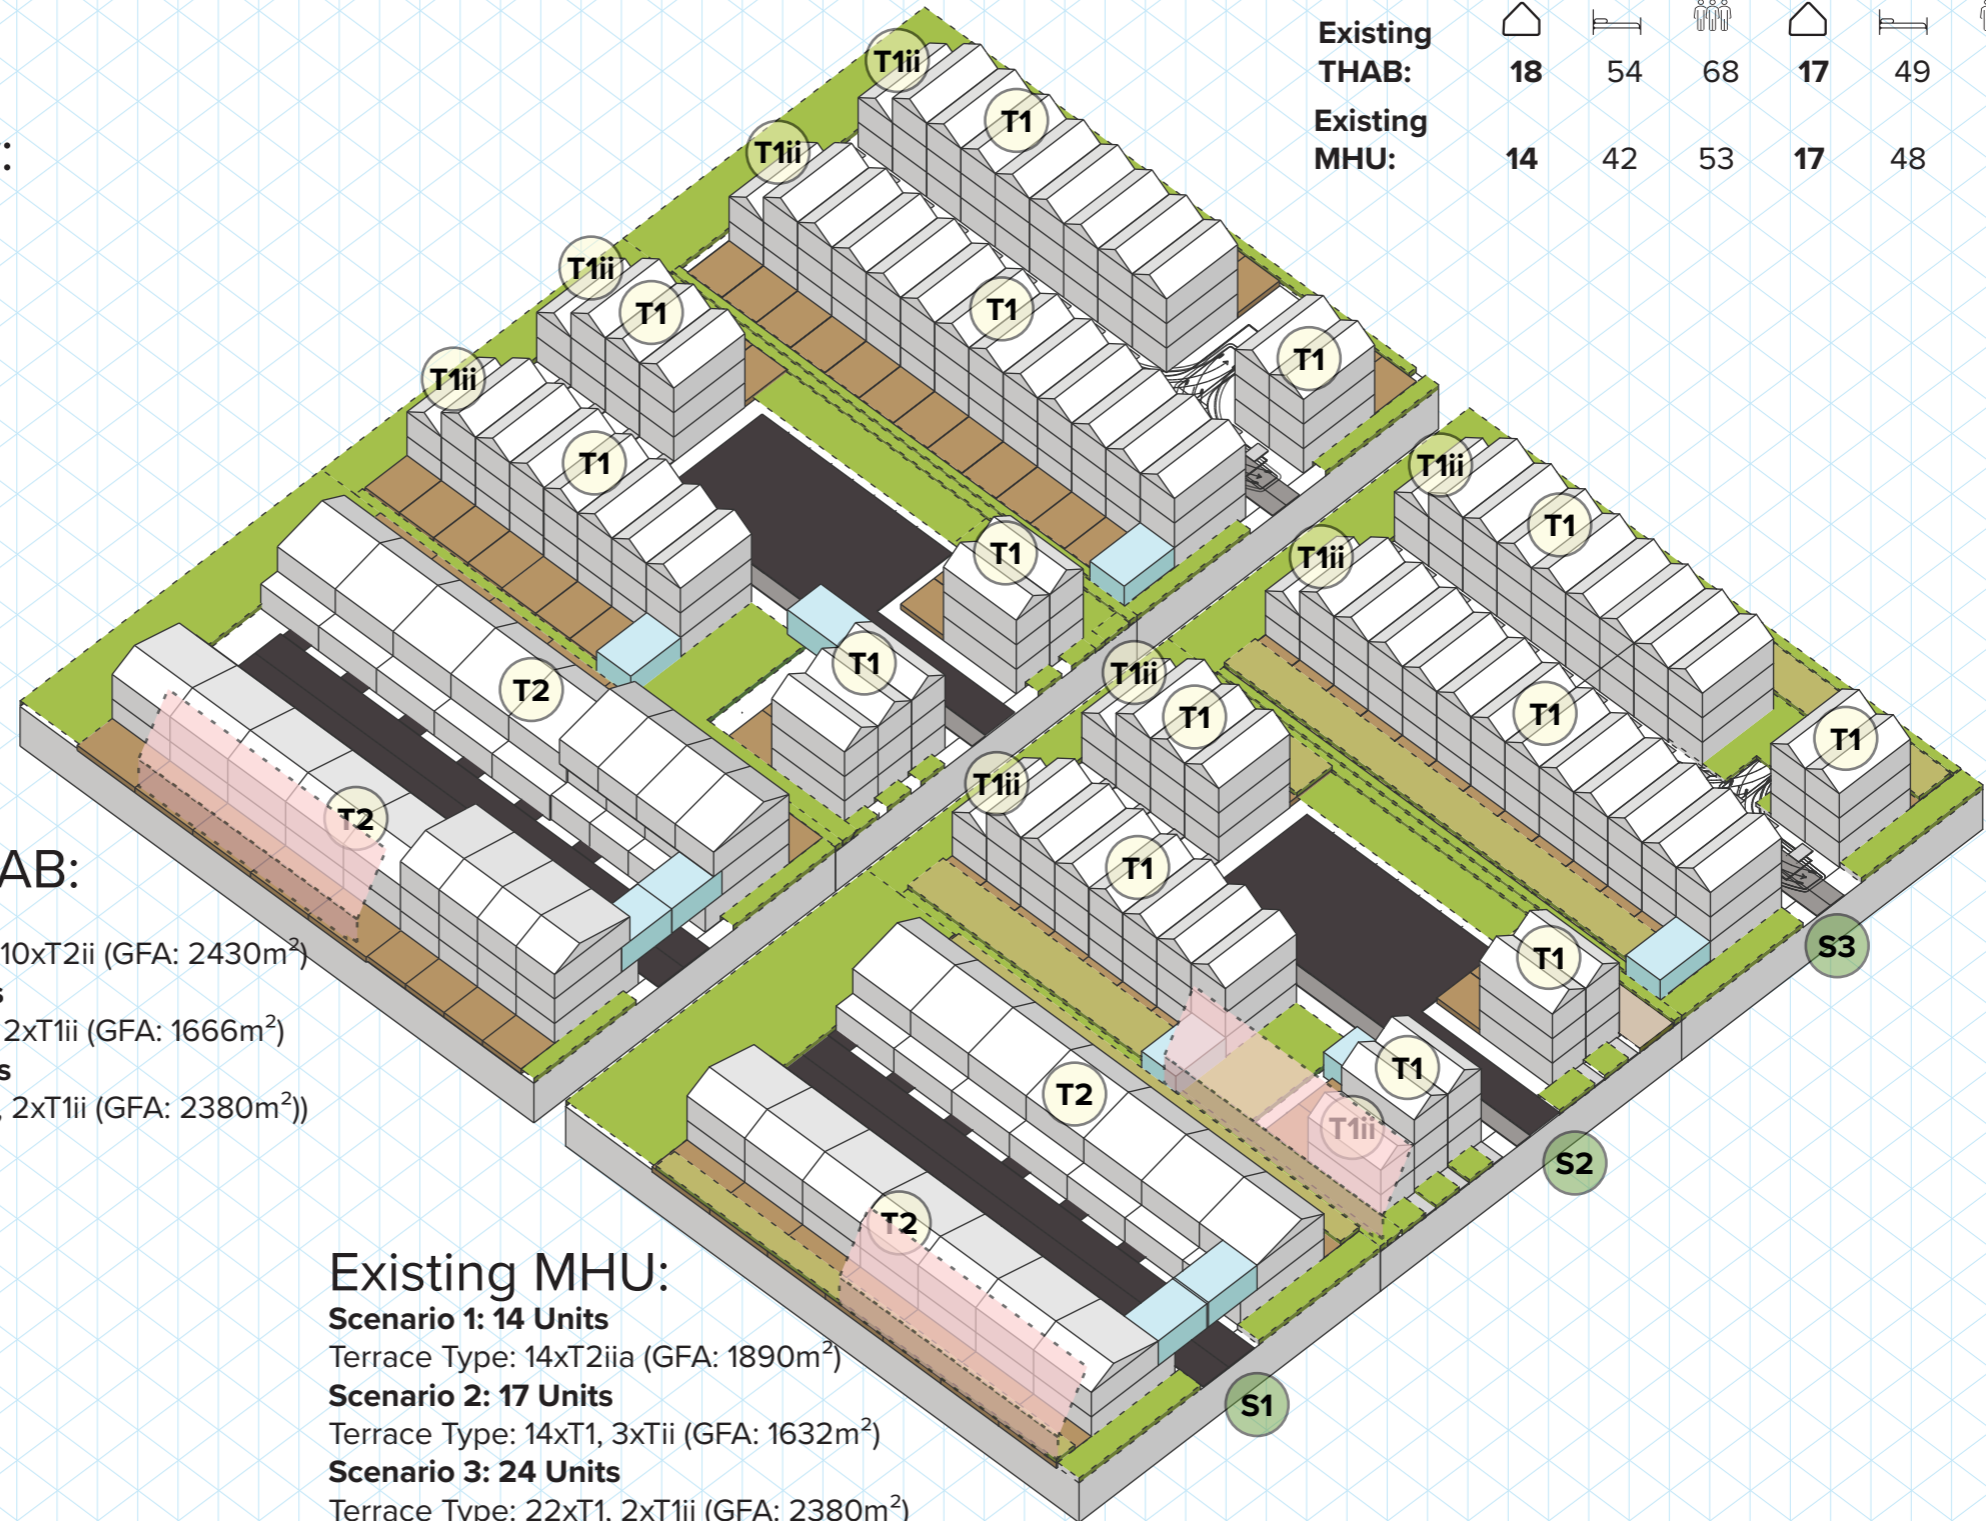 Existing
THAB: 18 54 68 17 49
Existing
MHU: 14 42 53 17 48
:
T1ii
T1
T1ii
T1ii
T1
T1
T1
T1ii
T1
T1ii
T1
T1ii
T1
T1
T1ii
T1
T2
T1
T1ii
T1
T1
T1ii
T2
T1
S3
T1
T1
T2
T1ii
S2
T2
S1
AB:
10xT2ii (GFA: 2430m²)
s
2xT1ii (GFA: 1666m²)
s
, 2xT1ii (GFA: 2380m²))
Existing MHU:
Scenario 1: 14 Units
Terrace Type: 14xT2iia (GFA: 1890m²)
Scenario 2: 17 Units
Terrace Type: 14xT1, 3xTii (GFA: 1632m²)
Scenario 3: 24 Units
Terrace Type: 22xT1, 2xT1ii (GFA: 2380m²)